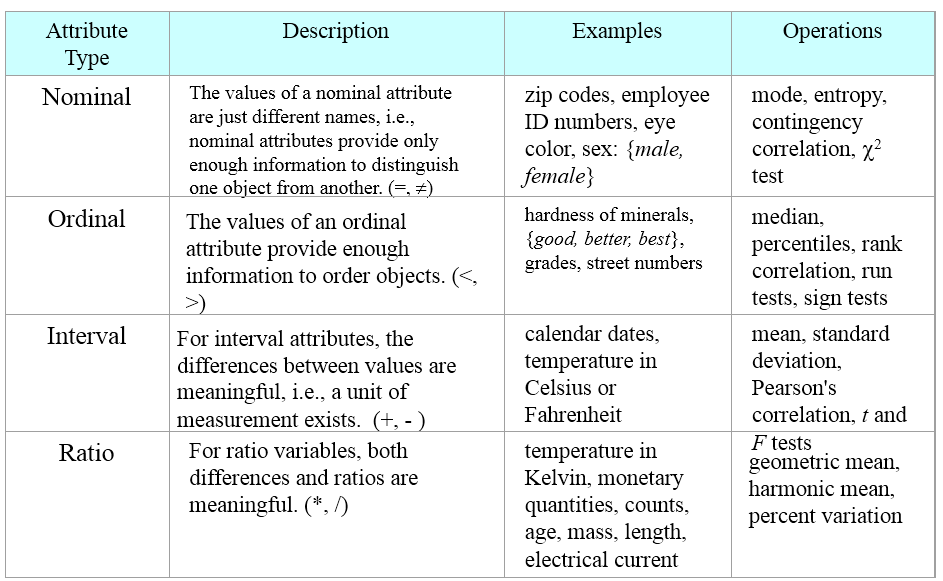 Attribute
Type
Description
Examples
Operations
Nominal
The values of a nominal attribute
are just different names, i.e.,
nominal attributes provide only
enough information to distinguish
one object from another. (=, ≠)
zip codes, employee
ID numbers, eye
color, sex: {male,
female}
mode, entropy,
contingency
correlation, χ²
test
Ordinal
The values of an ordinal
attribute provide enough
information to order objects. (<,
>)
hardness of minerals,
{good, better, best},
grades, street numbers
median,
percentiles, rank
correlation, run
tests, sign tests
Interval
For interval attributes, the
differences between values are
meaningful, i.e., a unit of
measurement exists. (+, - )
calendar dates,
temperature in
Celsius or
Fahrenheit
mean, standard
deviation,
Pearson's
correlation, t and
F tests
Ratio
For ratio variables, both
differences and ratios are
meaningful. (*, /)
temperature in
Kelvin, monetary
quantities, counts,
age, mass, length,
electrical current
geometric mean,
harmonic mean,
percent variation